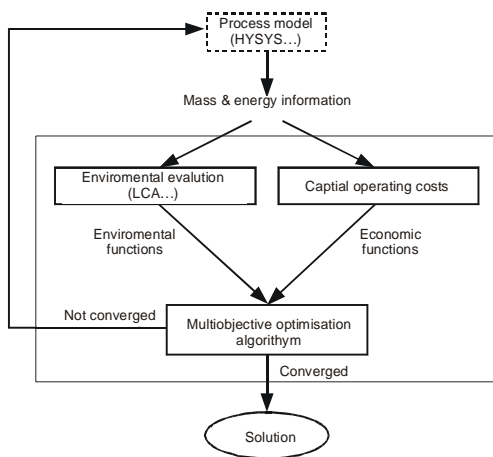 Process model
(HYSYS…)
Mass & energy information
Enviromental evalution
(LCA…)
Captial operating costs
Enviromental
functions
Economic
functions
Not converged
Multiobjective optimisation
algorithym
Converged
Solution